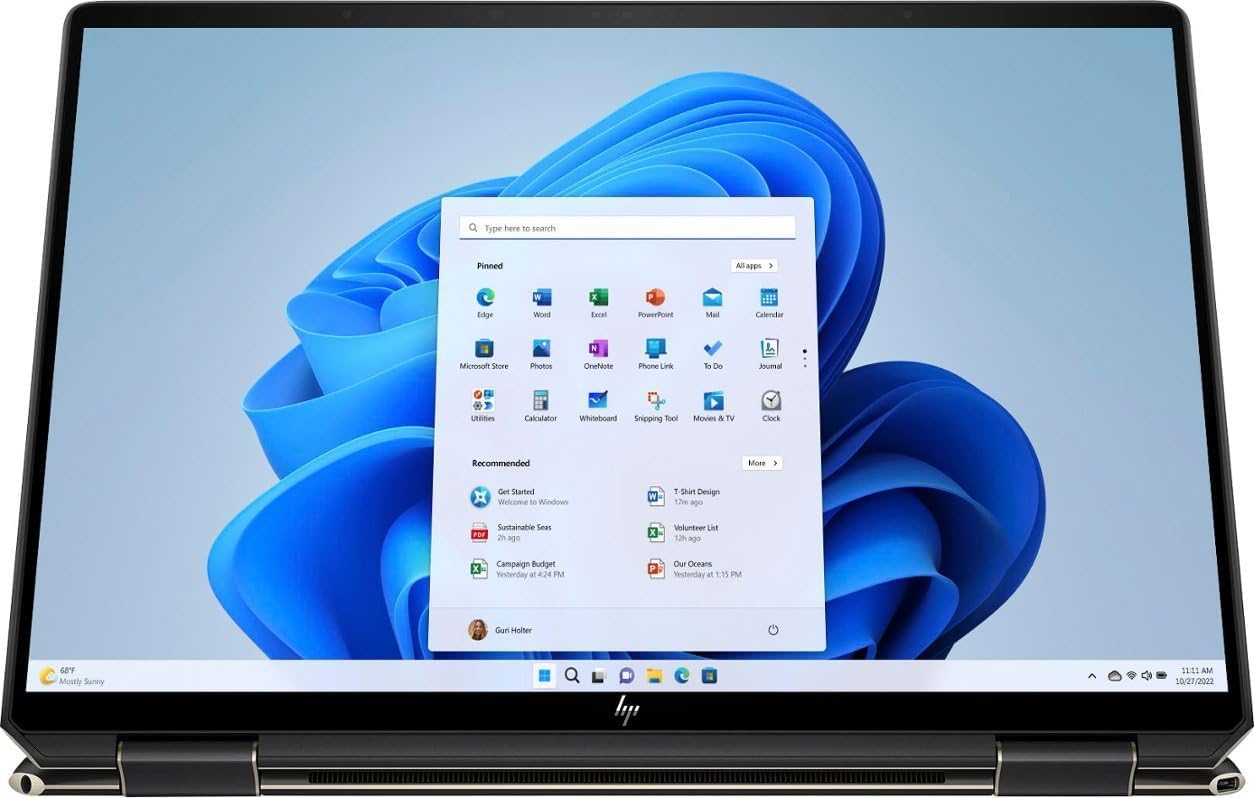 Type here to search
Pinned
All apps >
Edge
Word
Excel
PowerPoint
Mail
Calendar
Microsoft Store
Photos
OneNote
Phone Link
To Do
Journal
Utilities
Calculator
Whiteboard
Snipping Tool
Movies & TV
Clock
Recommended
More >
Get Started
Welcome to Windows
T-Shirt Design
17m ago
Sustainable Seas
2h ago
Volunteer List
12h ago
Campaign Budget
Yesterday at 4:24 PM
Our Oceans
Yesterday at 1:15 PM
PDF
Guri Holter
68°F
Mostly Sunny
11:11 AM
10/27/2022
hp